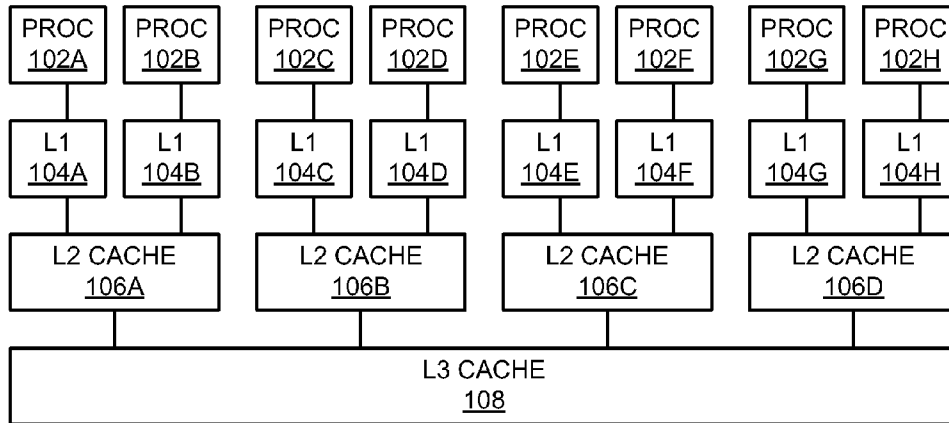 PROC PROC PROC PROC PROC PROC PROC PROC
102A 102B 102C 102D 102E 102F 102G 102H
L1 L1 L1 L1 L1 L1 L1 L1
104A 104B 104C 104D 104E 104F 104G 104H
L2 CACHE L2 CACHE L2 CACHE L2 CACHE
106A 106B 106C 106D
L3 CACHE
108